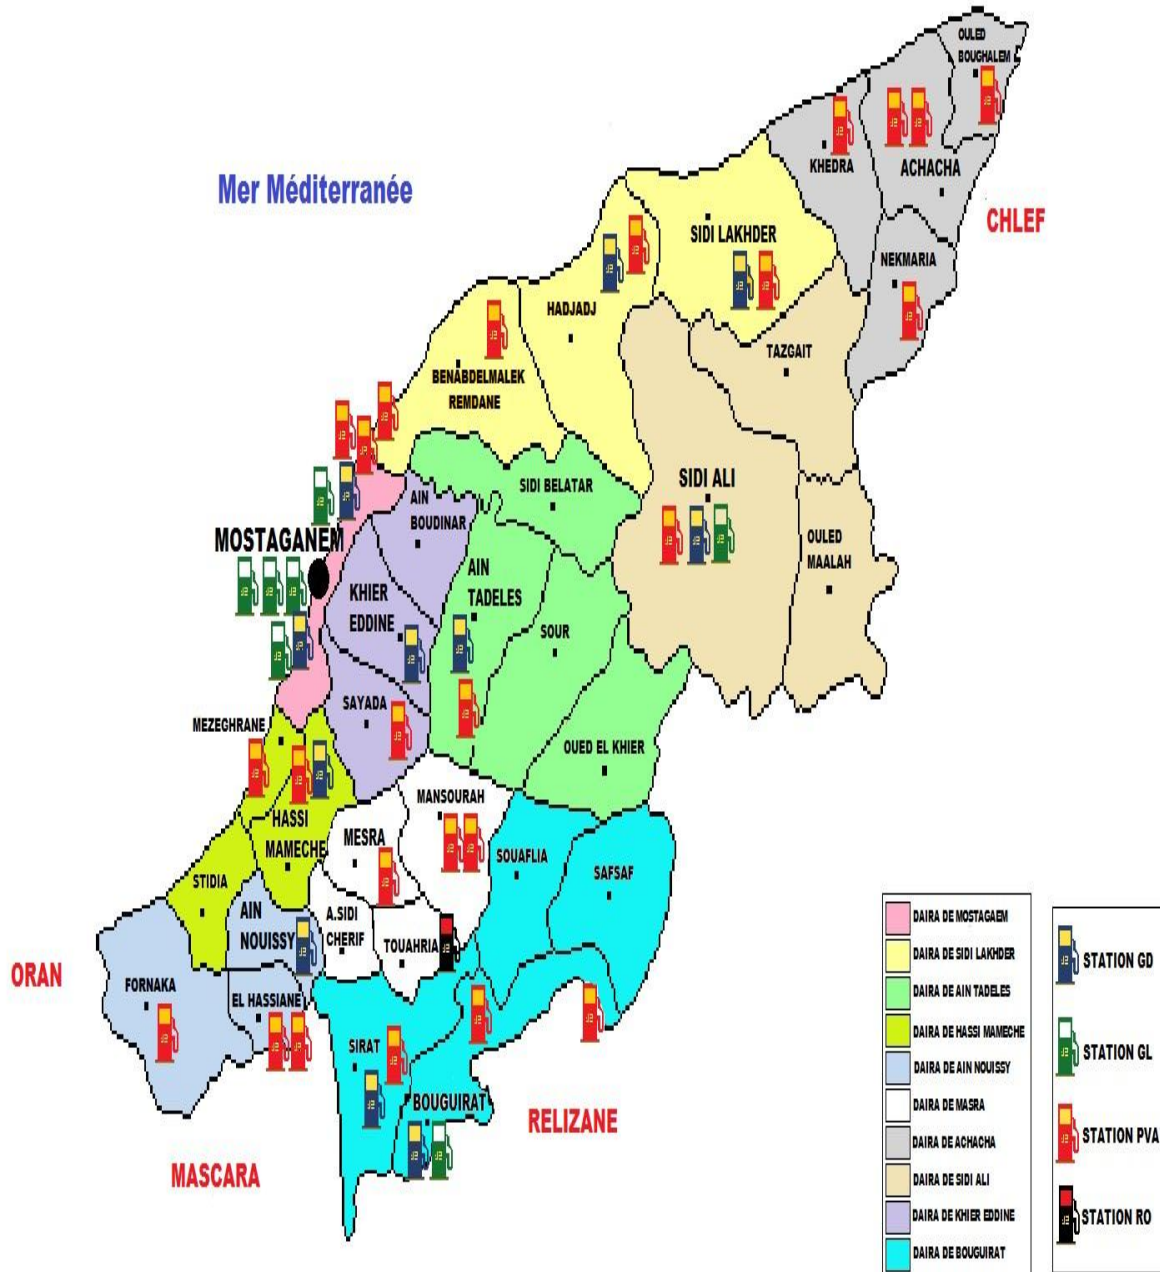 OULED
BOUGHALEM
KHEDRA
ACHACHA
Mer Méditerranée
CHLEF
SIDI LAKHDER
NEKMARIA
HADJADJ
TAZGAIT
BENABDELMALEK
REMDANE
SIDI ALI
SIDI BELATAR
AIN
BOUDINAR
MOSTAGANEM
OULED
MAALAH
AIN
TADELES
KHIER
EDDINE
SOUR
SAYADA
MEZEGHRANE
OUED EL KHIER
MANSOURAH
HASSI
MAMECHE
MESRA
SOUAFLIA
SAFSAF
STIDIA
AIN
NOUISSY
A.SIDI
CHERIF
TOUAHRIA
ORAN
FORNAKA
EL HASSIANE
SIRAT
BOUGUIRAT
RELIZANE
MASCARA
DAIRA DE MOSTAGAEM
DAIRA DE SIDI LAKHDER
DAIRA DE AIN TADELES
DAIRA DE HASSI MAMECHE
DAIRA DE AIN NOUISSY
DAIRA DE MASRA
DAIRA DE ACHACHA
DAIRA DE SIDI ALI
DAIRA DE KHIER EDDINE
DAIRA DE BOUGUIRAT
STATION GD
STATION GL
STATION PVA
STATION RO